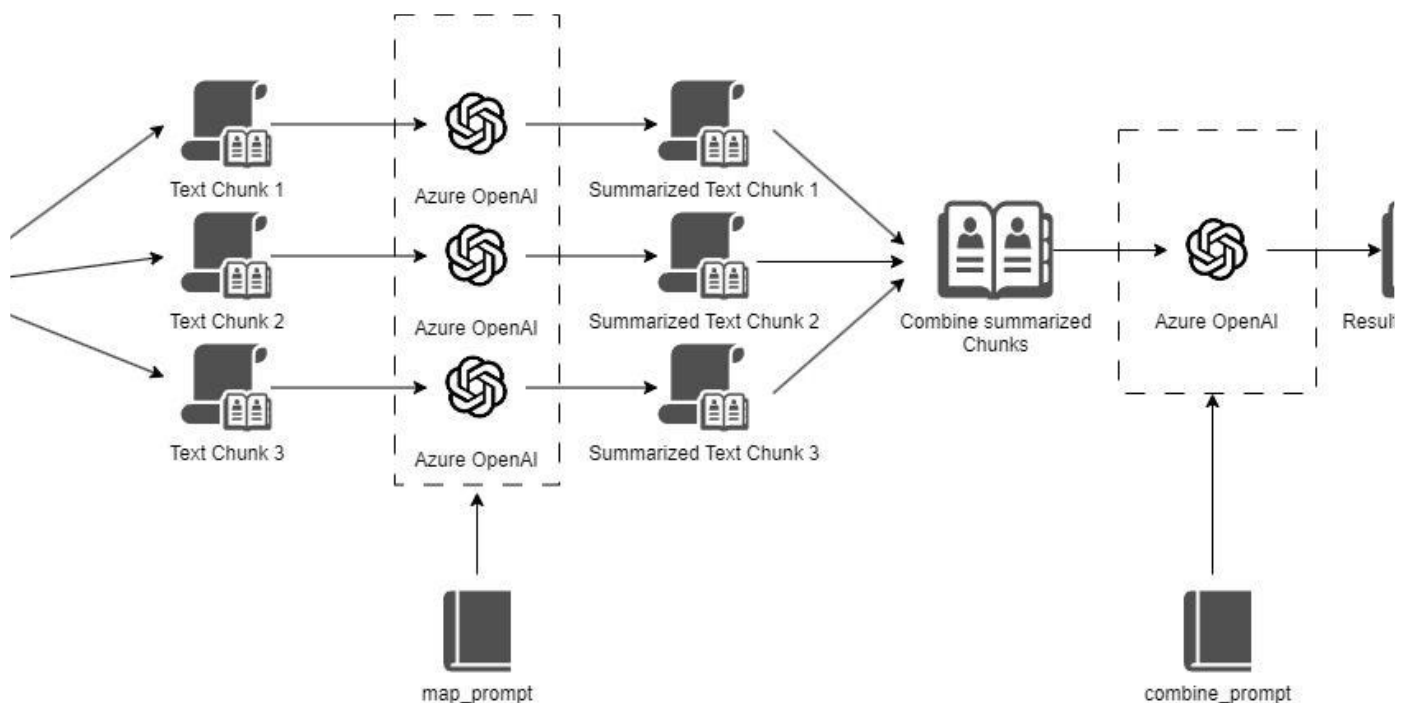 Text Chunk 1
Azure OpenAI
Summarized Text Chunk 1
Text Chunk 2
Azure OpenAI
Summarized Text Chunk 2
Combine summarized
Chunks
Azure OpenAI
Result
Text Chunk 3
Azure OpenAI
Summarized Text Chunk 3
map_prompt
combine_prompt